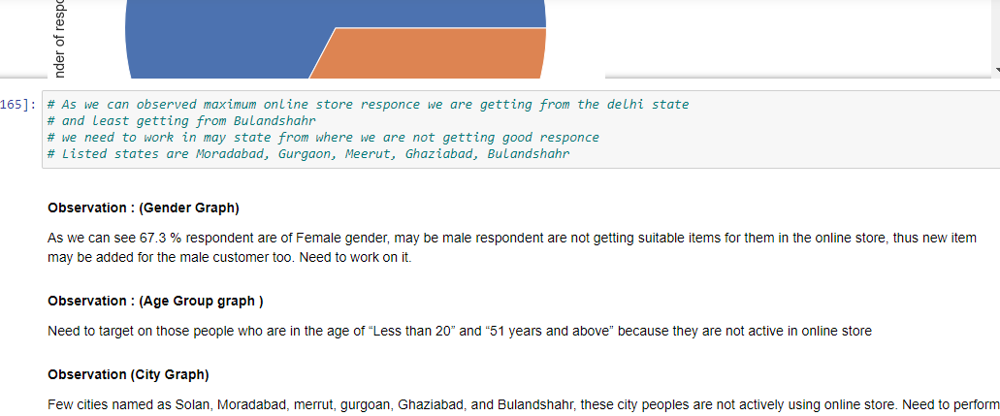 nder of respo
165]:
# As we can observed maximum online store responce we are getting from the delhi state
# and least getting from Bulandshahr
# we need to work in may state from where we are not getting good responce
# Listed states are Moradabad, Gurgaon, Meerut, Ghaziabad, Bulandshahr
Observation : (Gender Graph)
As we can see 67.3 % respondent are of Female gender, may be male respondent are not getting suitable items for them in the online store, thus new item
may be added for the male customer too. Need to work on it.
Observation : (Age Group graph )
Need to target on those people who are in the age of “Less than 20” and “51 years and above” because they are not active in online store
Observation (City Graph)
Few cities named as Solan, Moradabad, merrut, gurgoan, Ghaziabad, and Bulandshahr, these city peoples are not actively using online store. Need to perform